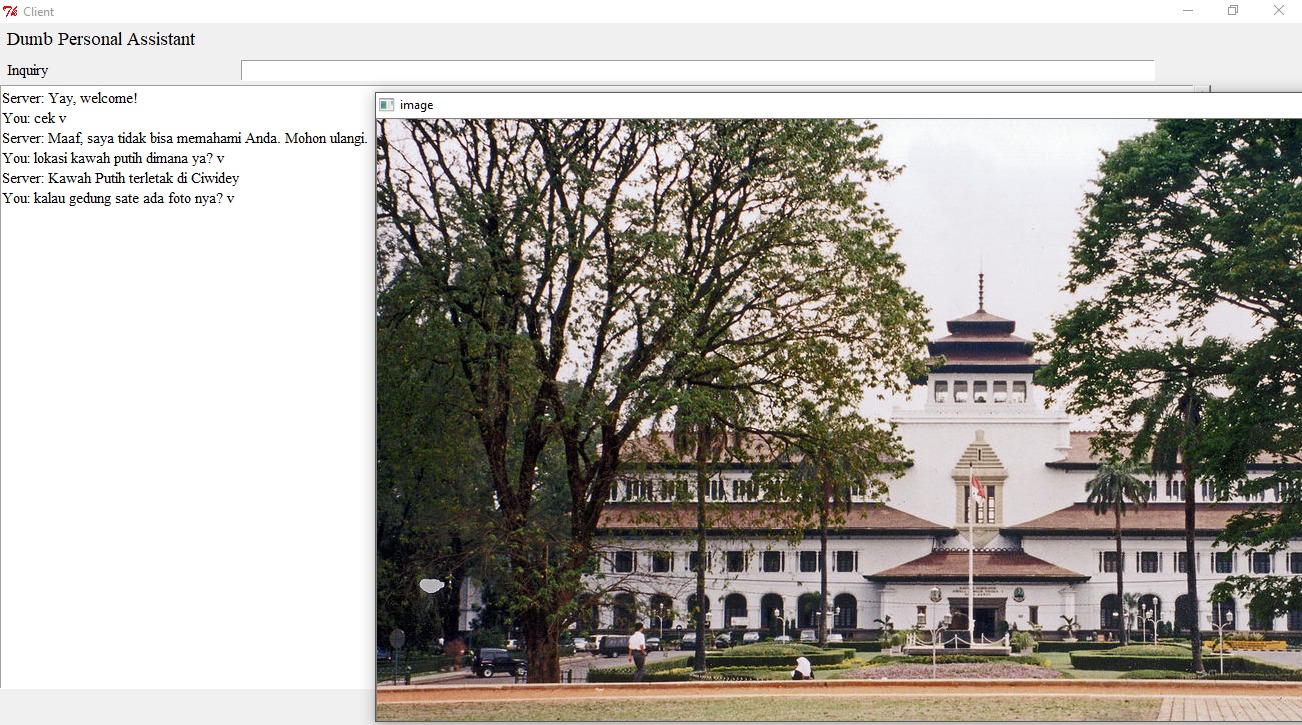 Client
Dumb Personal Assistant
Inquiry
Server: Yay, welcome!
You: cek v
Server: Maaf, saya tidak bisa memahami Anda. Mohon ulangi.
You: lokasi kawah putih dimana ya? v
Server: Kawah Putih terletak di Ciwidey
You: kalau gedung sate ada foto nya? v
image